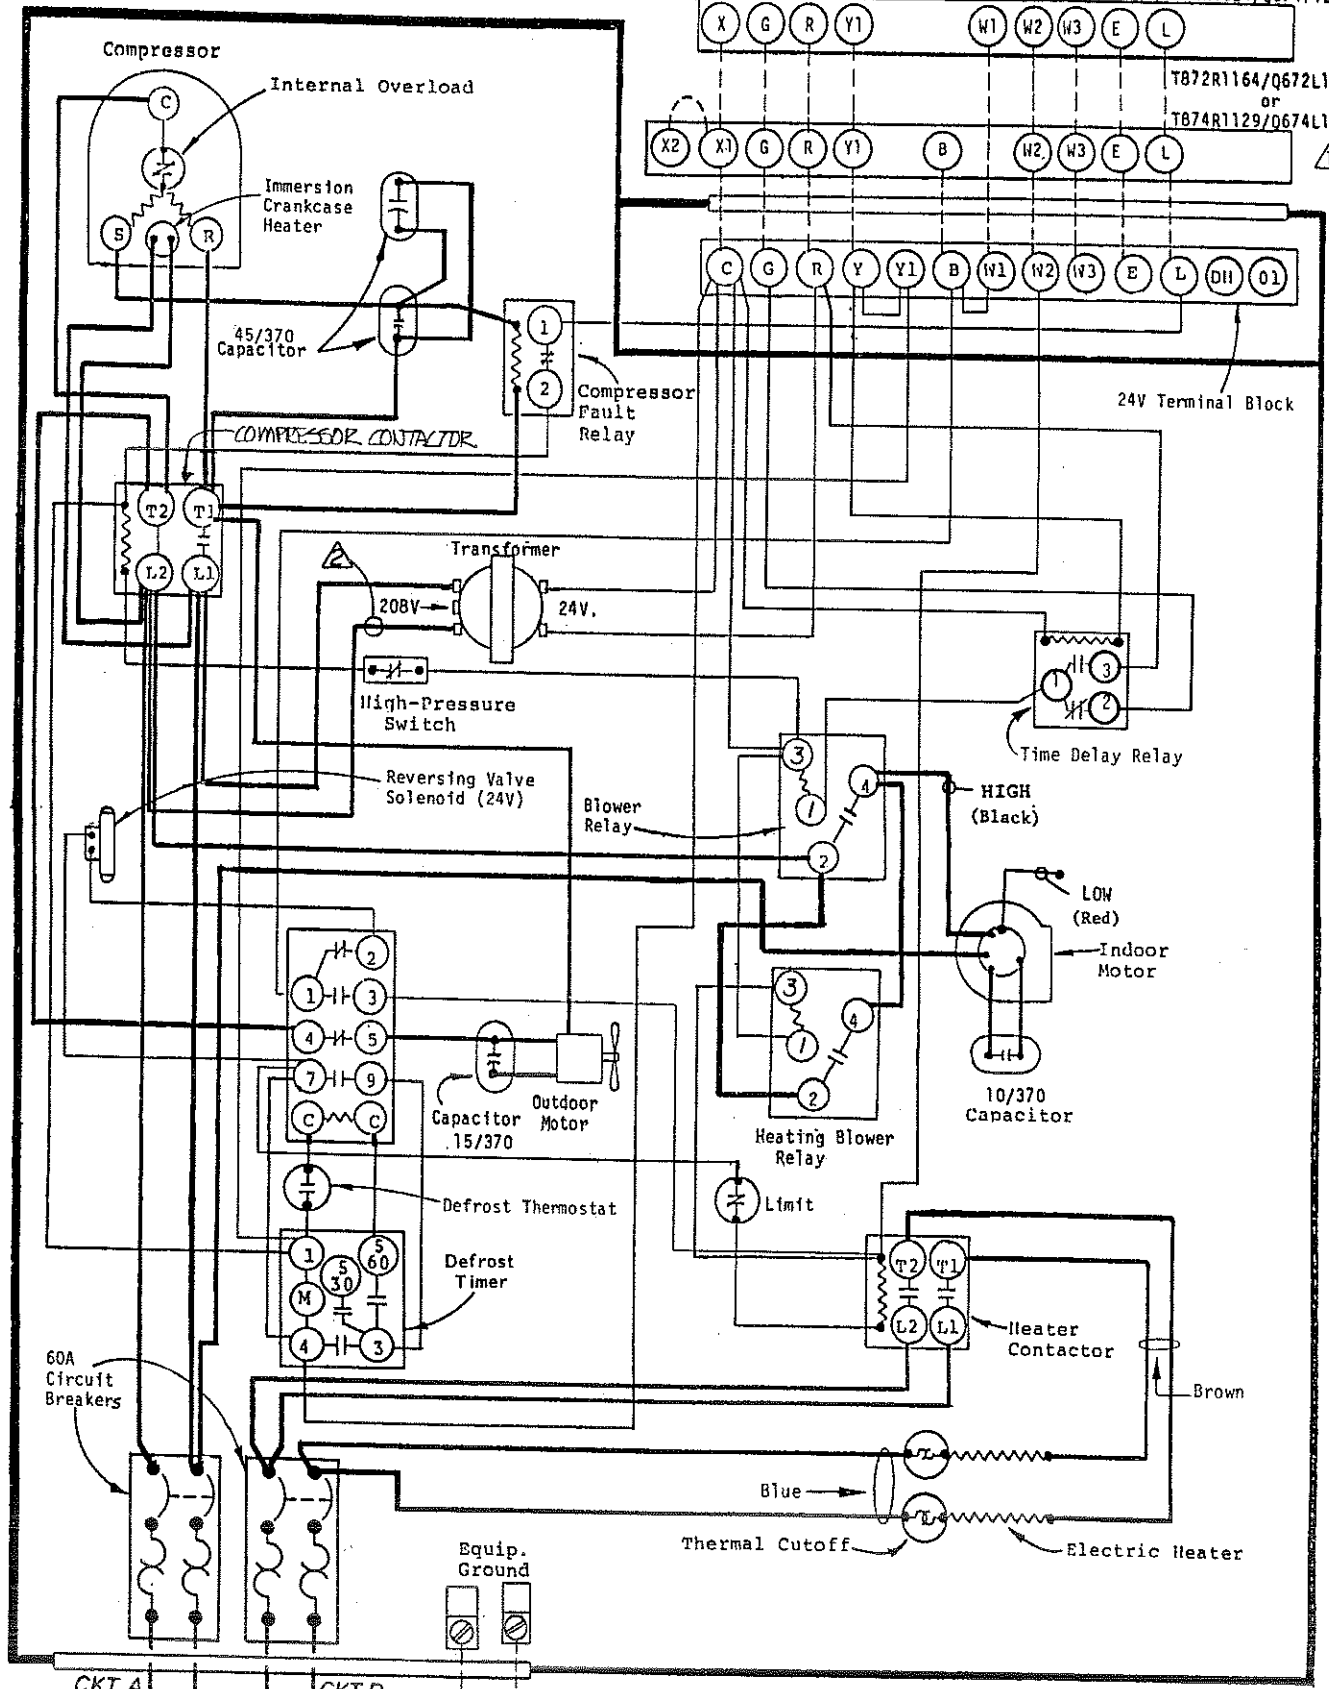 X G R Y1 W1 W2 W3 E L
T872R1164/Q672L1
or
T874R1129/Q674L1
X2 X1 G R Y1 B W2 W3 E L
C G R Y Y1 B W1 W2 W3 E L DH O1
24V Terminal Block
Compressor
C
Internal Overload
Immersion
Crankcase
Heater
S R
45/370
Capacitor
1
2
Compressor
Fault
Relay
COMPRESSOR CONTACTOR
T2 T1
L2 L1
2
Transformer
208V
24V.
High-Pressure
Switch
3
1
2
Time Delay Relay
Reversing Valve
Solenoid (24V)
Blower
Relay
3
4
1
2
HIGH
(Black)
LOW
(Red)
Indoor
Motor
10/370
Capacitor
3
4
1
2
Heating Blower
Relay
2
1 3
4 5
7 9
C C
Capacitor
15/370
Outdoor
Motor
Defrost Thermostat
Limit
1
S
30
S
60
M
4 3
Defrost
Timer
T2 T1
L2 L1
Heater
Contactor
Brown
60A
Circuit
Breakers
Blue
Thermal Cutoff
Electric Heater
Equip.
Ground
CKT A